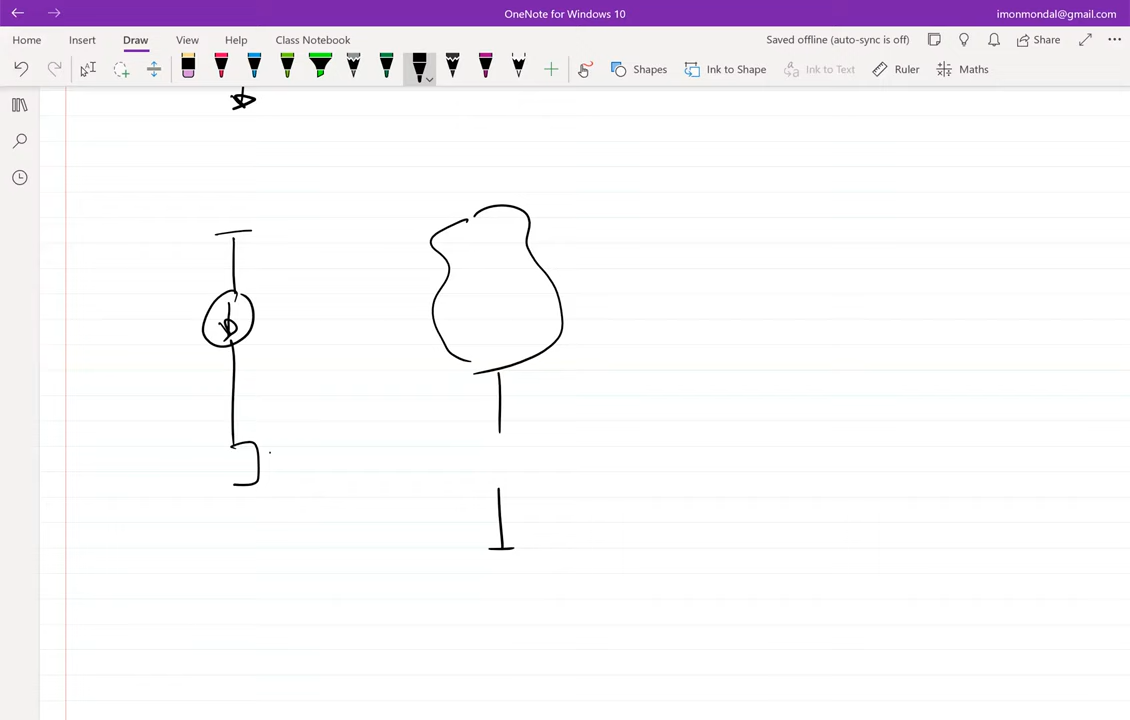 OneNote for Windows 10
imonmondal@gmail.com
Home Insert Draw View Help Class Notebook
Saved offline (auto-sync is off) Share
Shapes Ink to Shape Ink to Text Ruler Maths